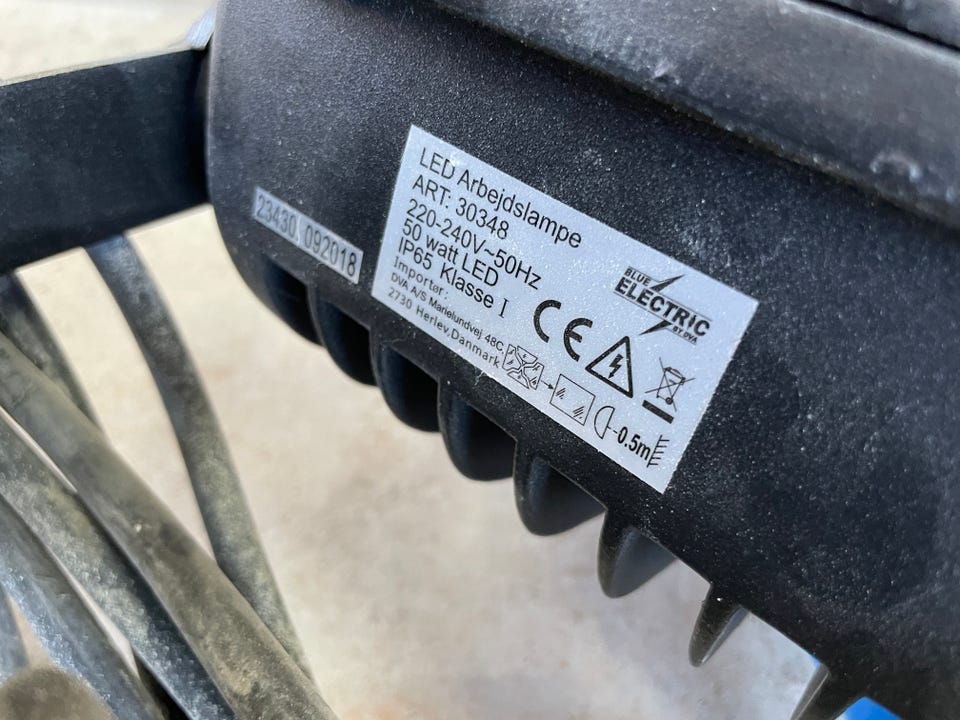 23430. 092018
LED Arbejdslampe
ART: 30348
220-240V~50Hz
50 watt LED
IP65 Klasse I
Importør:
DVA A/S Marielundvej 48C,
2730 Herlev,Danmark
BLUE
ELECTRIC
BY DVA
CE
0.5m